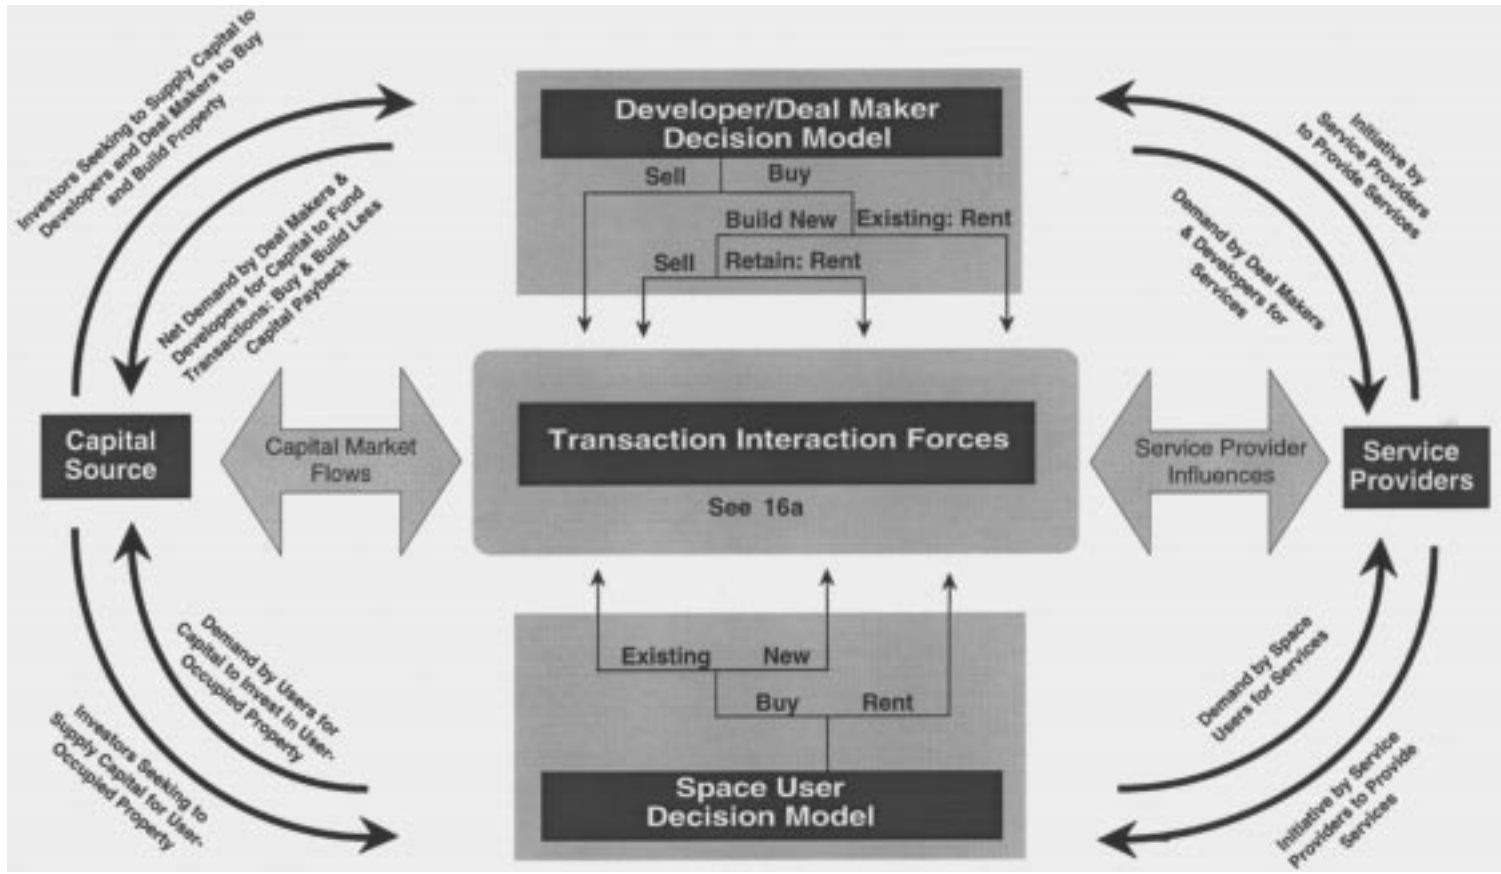 Investors Seeking to Supply Capital to
Developers and Deal Makers to Buy
and Build Property
Net Demand by Deal Makers &
Developers for Capital to Fund
Transactions: Buy & Build Less
Capital Payback
Developer/Deal Maker
Decision Model
Sell
Buy
Build New
Existing: Rent
Sell
Retain: Rent
Initiative by
Service Providers
to Provide Services
Demand by Deal Makers
& Developers for
Services
Capital
Source
Capital Market
Flows
Transaction Interaction Forces
See 16a
Service Provider
Influences
Service
Providers
Demand by Users for
Capital to Invest in User-
Occupied Property
Investors Seeking to
Supply Capital for User-
Occupied Property
Existing
New
Buy
Rent
Space User
Decision Model
Demand by Space
Users for Services
Initiative by Service
Providers to Provide
Services